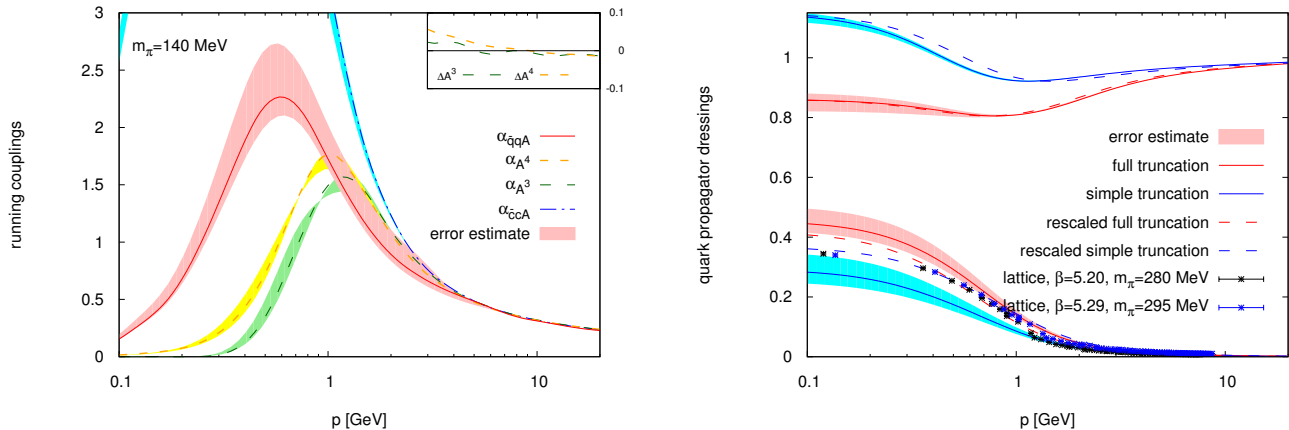 m_π=140 MeV
0.1
0
-0.1
ΔA³
ΔA⁴
3
2.5
2
1.5
1
0.5
0
running couplings
α_q̄qA
α_A⁴
α_A³
α_c̄cA
error estimate
0.1
1
10
p [GeV]
1
0.8
0.6
0.4
0.2
0
quark propagator dressings
error estimate
full truncation
simple truncation
rescaled full truncation
rescaled simple truncation
lattice, β=5.20, m_π=280 MeV
lattice, β=5.29, m_π=295 MeV
0.1
1
10
p [GeV]